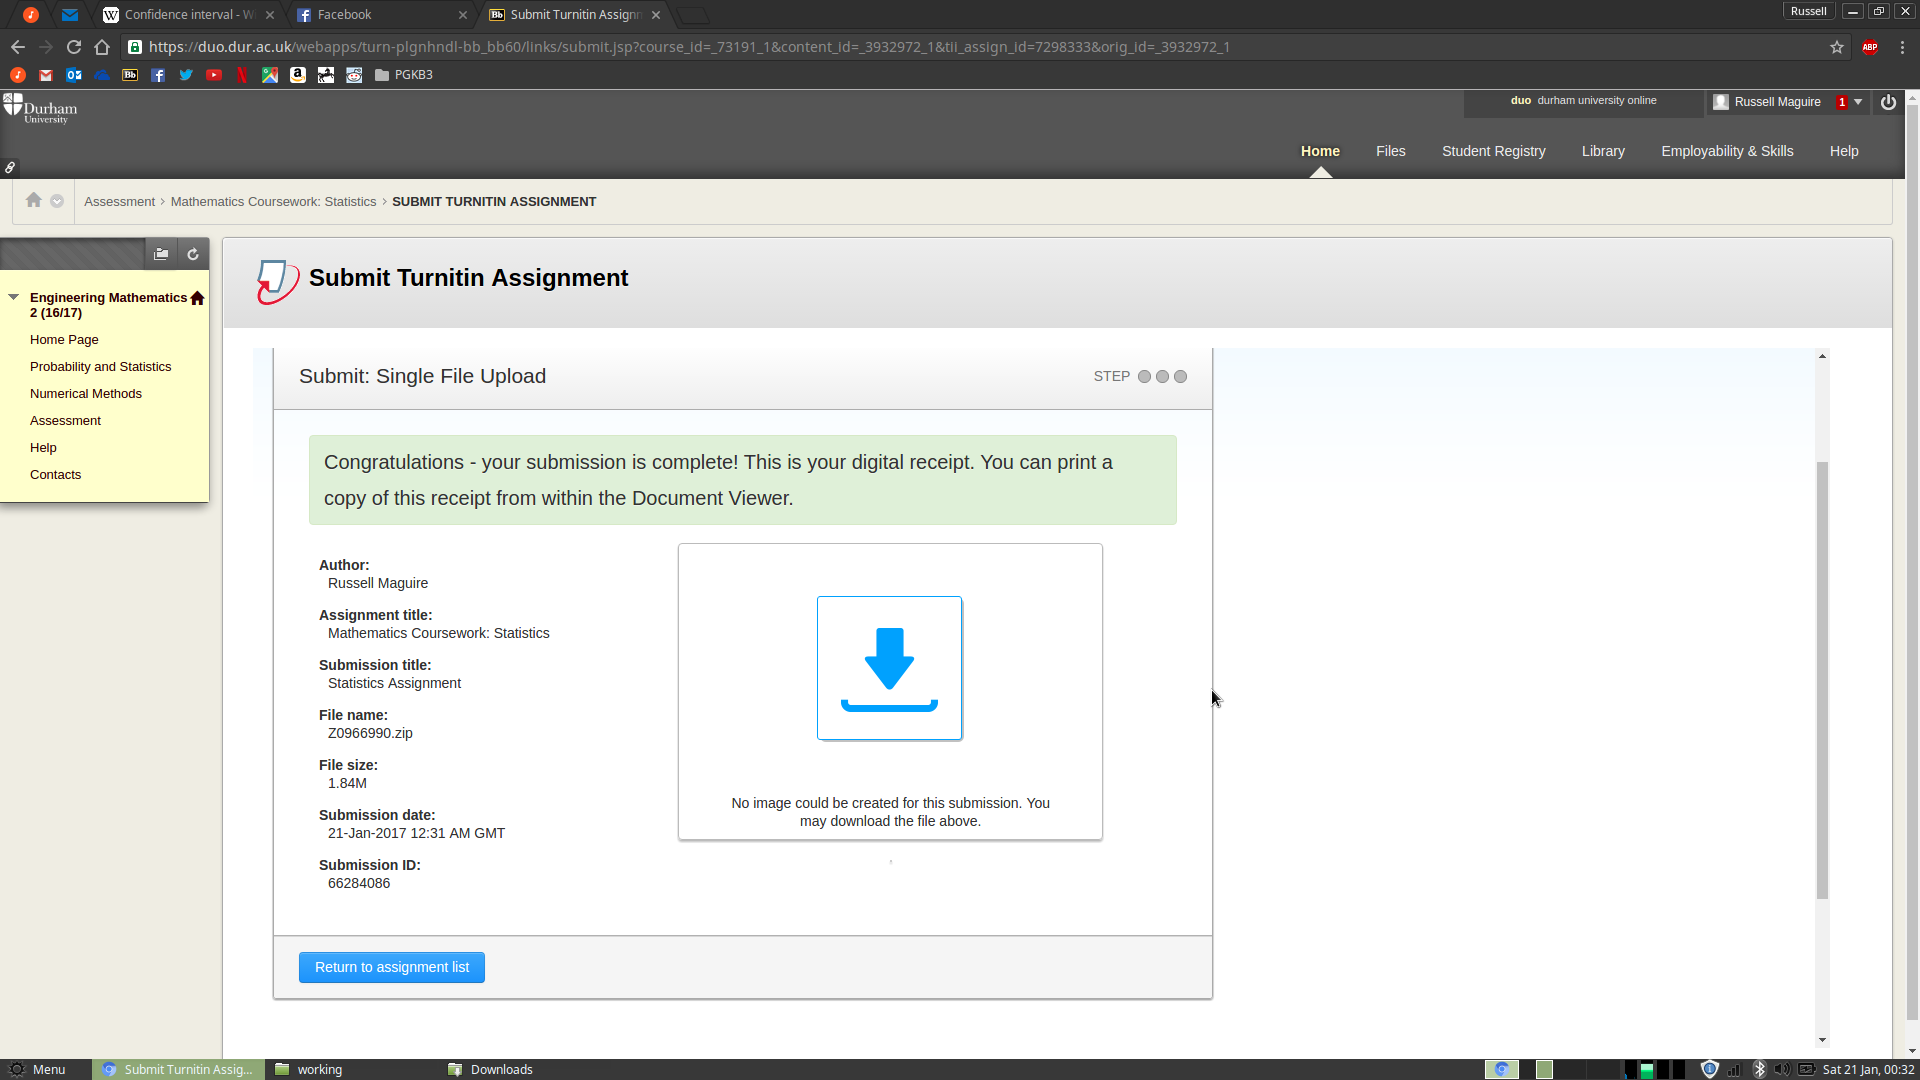 Confidence interval - Wi
Facebook
Submit Turnitin Assignm
Russell
https://duo.dur.ac.uk/webapps/turn-plgnhndl-bb_bb60/links/submit.jsp?course_id=_73191_1&content_id=_3932972_1&tii_assign_id=7298333&orig_id=_3932972_1
ABP
PGKB3
Durham
University
duo durham university online
Russell Maguire 1
Home Files Student Registry Library Employability & Skills Help
Assessment > Mathematics Coursework: Statistics > SUBMIT TURNITIN ASSIGNMENT
Engineering Mathematics
2 (16/17)
Home Page
Probability and Statistics
Numerical Methods
Assessment
Help
Contacts
Submit Turnitin Assignment
Submit: Single File Upload
STEP
Congratulations - your submission is complete! This is your digital receipt. You can print a
copy of this receipt from within the Document Viewer.
Author:
Russell Maguire
Assignment title:
Mathematics Coursework: Statistics
Submission title:
Statistics Assignment
File name:
Z0966990.zip
File size:
1.84M
Submission date:
21-Jan-2017 12:31 AM GMT
Submission ID:
66284086
No image could be created for this submission. You
may download the file above.
Return to assignment list
Menu
Submit Turnitin Assig...
working
Downloads
Sat 21 Jan, 00:32